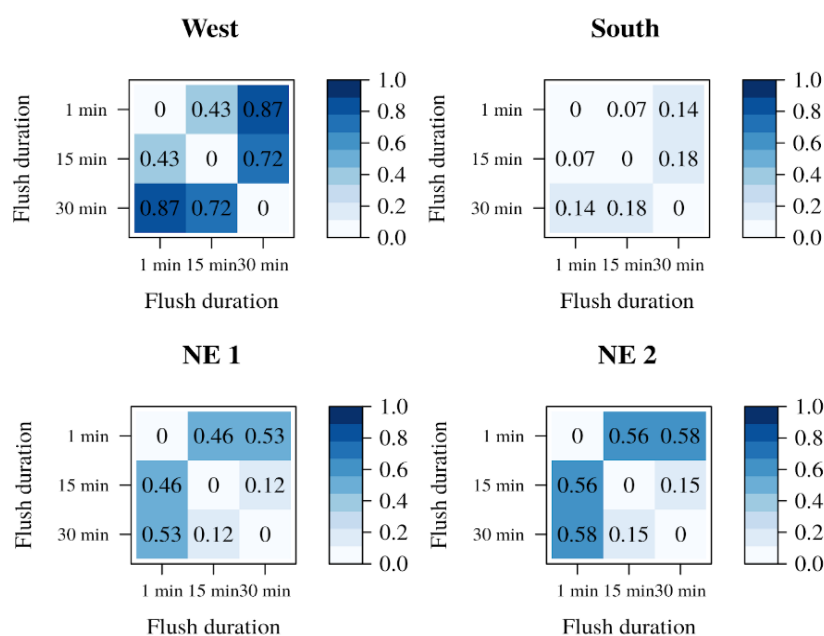 West
Flush duration
1 min 0 0.43 0.87
15 min 0.43 0 0.72
30 min 0.87 0.72 0
1 min 15 min 30 min
Flush duration
1.0
0.8
0.6
0.4
0.2
0.0
South
Flush duration
1 min 0 0.07 0.14
15 min 0.07 0 0.18
30 min 0.14 0.18 0
1 min 15 min 30 min
Flush duration
1.0
0.8
0.6
0.4
0.2
0.0
NE 1
Flush duration
1 min 0 0.46 0.53
15 min 0.46 0 0.12
30 min 0.53 0.12 0
1 min 15 min 30 min
Flush duration
1.0
0.8
0.6
0.4
0.2
0.0
NE 2
Flush duration
1 min 0 0.56 0.58
15 min 0.56 0 0.15
30 min 0.58 0.15 0
1 min 15 min 30 min
Flush duration
1.0
0.8
0.6
0.4
0.2
0.0